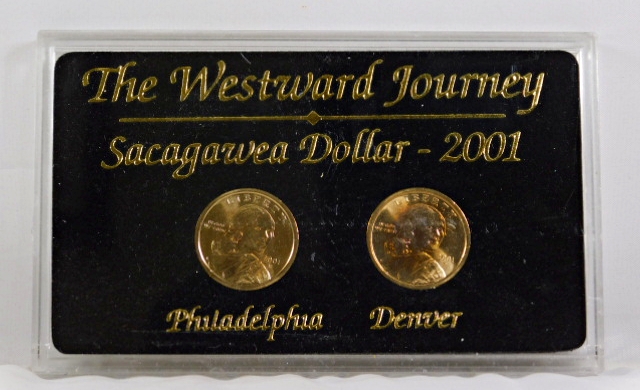 The Westward Journey
Sacagawea Dollar - 2001
LIBERTY LIBERTY
Philadelphia Denver